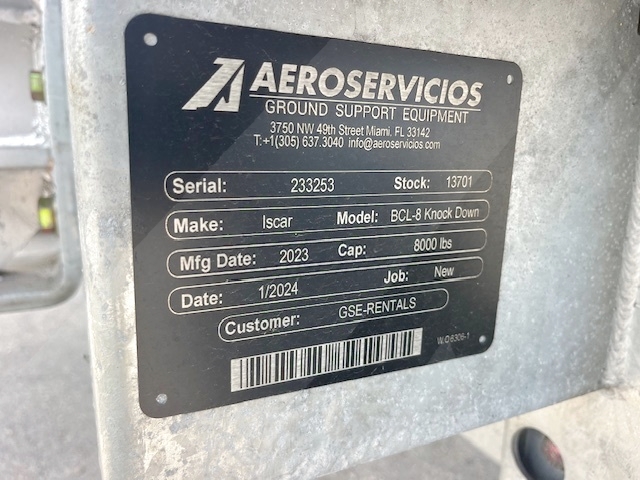 AEROSERVICIOS
GROUND SUPPORT EQUIPMENT
3750 NW 49th Street Miami, FL 33142
T:+1(305) 637.3040 info@aeroservicios.com
Serial: 233253 Stock: 13701
Make: Iscar Model: BCL-8 Knock Down
Mfg Date: 2023 Cap: 8000 lbs
Date: 1/2024 Job: New
Customer: GSE-RENTALS
W.O 6306-1